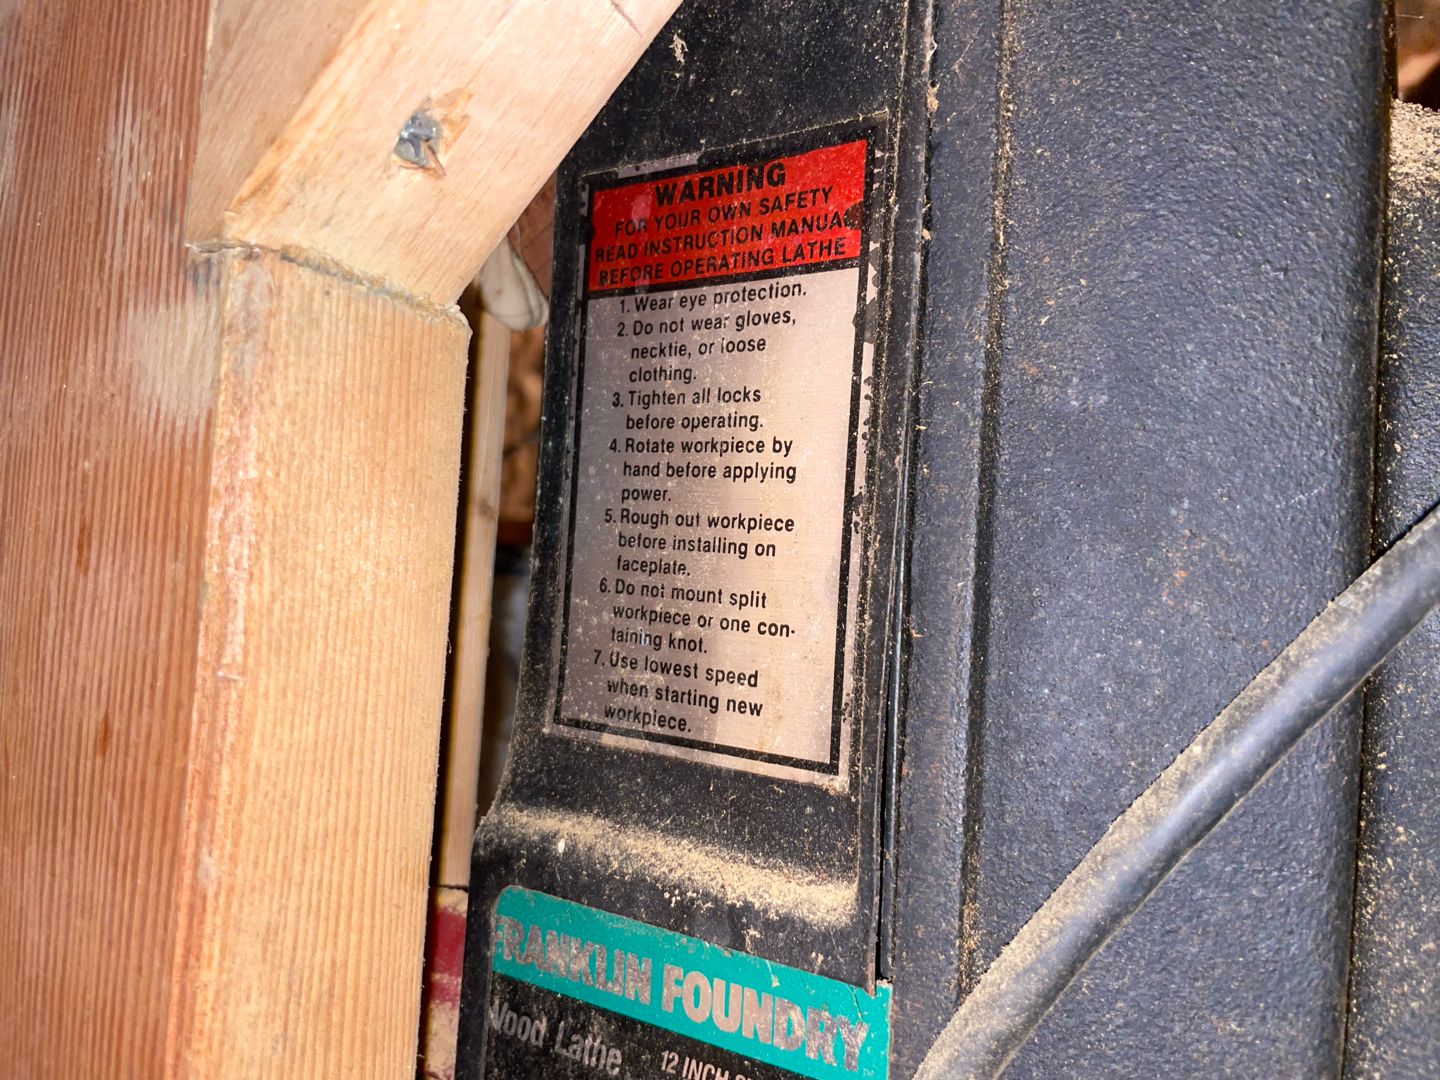 WARNING
FOR YOUR OWN SAFETY
READ INSTRUCTION MANUAL
BEFORE OPERATING LATHE
1. Wear eye protection.
2. Do not wear gloves,
necktie, or loose
clothing.
3. Tighten all locks
before operating.
4. Rotate workpiece by
hand before applying
power.
5. Rough out workpiece
before installing on
faceplate.
6. Do not mount split
workpiece or one con-
taining knot.
7. Use lowest speed
when starting new
workpiece.
FRANKLIN FOUNDRY
Wood Lathe
12 INCH